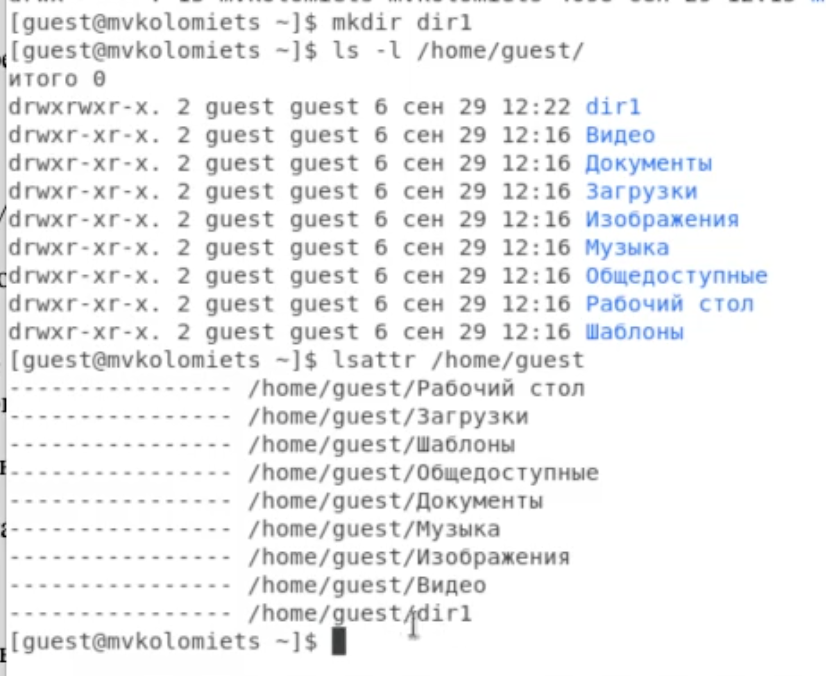 [guest@mvkolomiets ~]$ mkdir dir1
[guest@mvkolomiets ~]$ ls -l /home/guest/
итого 0
drwxrwxr-x. 2 guest guest 6 сен 29 12:22 dir1
drwxr-xr-x. 2 guest guest 6 сен 29 12:16 Видео
drwxr-xr-x. 2 guest guest 6 сен 29 12:16 Документы
drwxr-xr-x. 2 guest guest 6 сен 29 12:16 Загрузки
drwxr-xr-x. 2 guest guest 6 сен 29 12:16 Изображения
drwxr-xr-x. 2 guest guest 6 сен 29 12:16 Музыка
drwxr-xr-x. 2 guest guest 6 сен 29 12:16 Общедоступные
drwxr-xr-x. 2 guest guest 6 сен 29 12:16 Рабочий стол
drwxr-xr-x. 2 guest guest 6 сен 29 12:16 Шаблоны
[guest@mvkolomiets ~]$ lsattr /home/guest
---------------- /home/guest/Рабочий стол
---------------- /home/guest/Загрузки
---------------- /home/guest/Шаблоны
---------------- /home/guest/Общедоступные
---------------- /home/guest/Документы
---------------- /home/guest/Музыка
---------------- /home/guest/Изображения
---------------- /home/guest/Видео
---------------- /home/guest/dir1
[guest@mvkolomiets ~]$